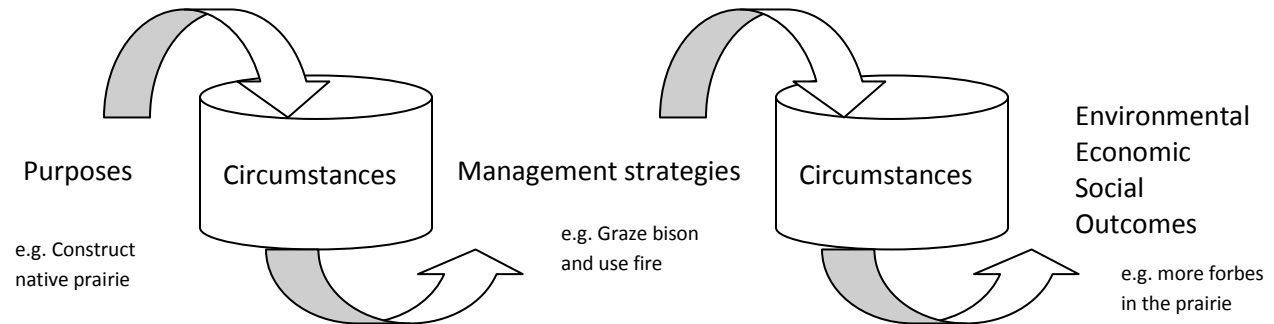 Purposes
e.g. Construct
native prairie
Circumstances
Management strategies
e.g. Graze bison
and use fire
Circumstances
Environmental
Economic
Social
Outcomes
e.g. more forbes
in the prairie